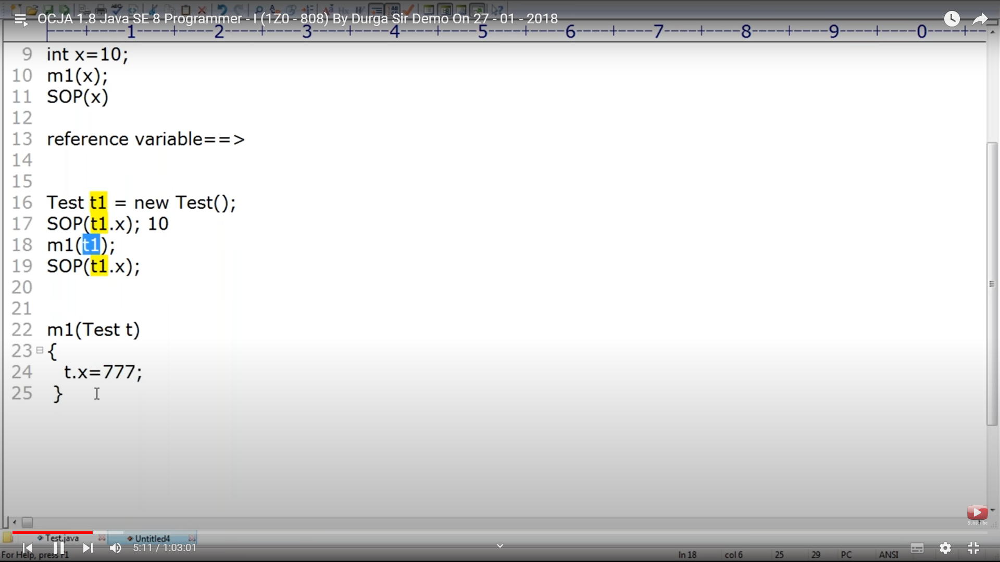 OCJA 1.8 Java SE 8 Programmer - I (1Z0 - 808) By Durga Sir Demo On 27 - 01 - 2018
|----+----1----+----2----+----3----+----4----+----5----+----6----+----7----+----8----+----9----+----0----+--
9 int x=10;
10 m1(x);
11 SOP(x)
12
13 reference variable==>
14
15
16 Test t1 = new Test();
17 SOP(t1.x); 10
18 m1(t1);
19 SOP(t1.x);
20
21
22 m1(Test t)
23 {
24 t.x=777;
25 }
Subscribe
Test.java Untitled4
5:11 / 1:03:01
For Help, press F1 ln 18 col 6 25 29 PC ANSI